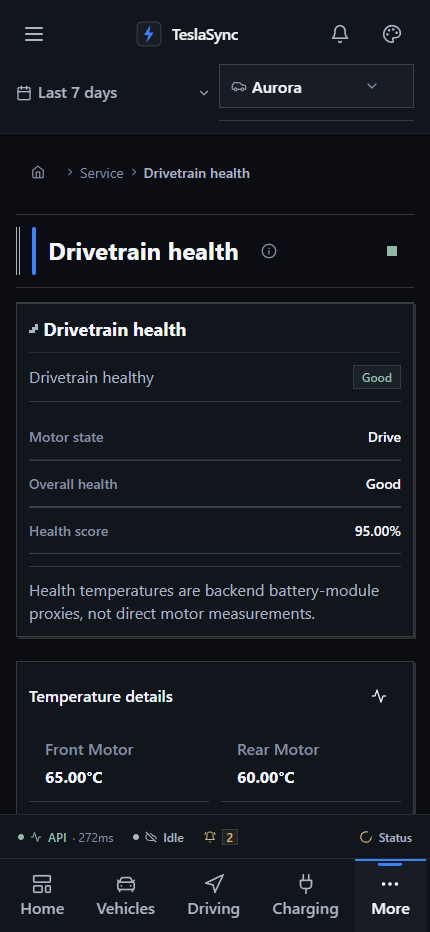 TeslaSync
Last 7 days
Aurora
Service
Drivetrain health
Drivetrain health
Drivetrain health
Drivetrain healthy
Good
Motor state
Drive
Overall health
Good
Health score
95.00%
Health temperatures are backend battery-module
proxies, not direct motor measurements.
Temperature details
Front Motor
Rear Motor
65.00°C
60.00°C
API · 272ms
Idle
2
Status
Home
Vehicles
Driving
Charging
More